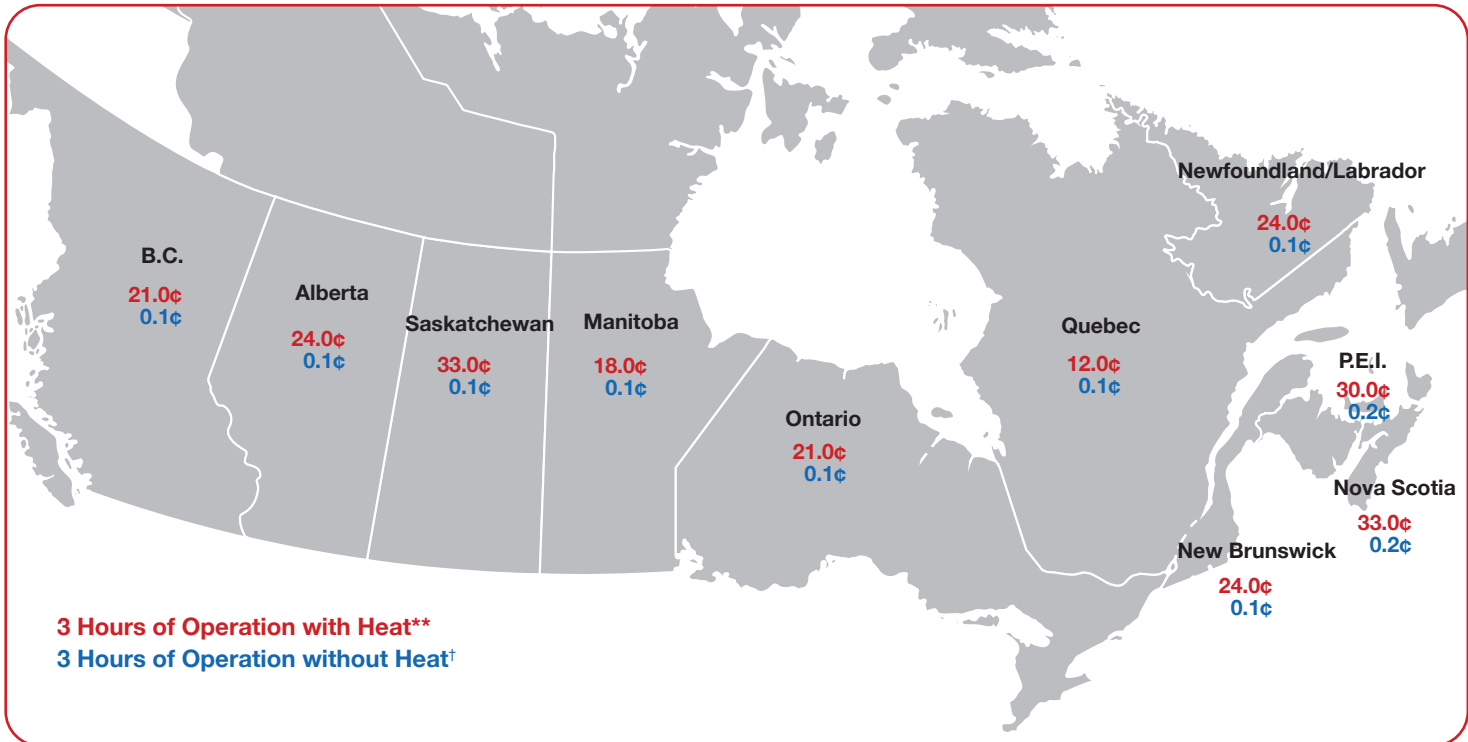 Newfoundland/Labrador
24.0¢
0.1¢
B.C.
21.0¢
0.1¢
Alberta
24.0¢
0.1¢
Saskatchewan
33.0¢
0.1¢
Manitoba
18.0¢
0.1¢
Ontario
21.0¢
0.1¢
Quebec
12.0¢
0.1¢
P.E.I.
30.0¢
0.2¢
Nova Scotia
33.0¢
0.2¢
New Brunswick
24.0¢
0.1¢
3 Hours of Operation with Heat**
3 Hours of Operation without Heat†